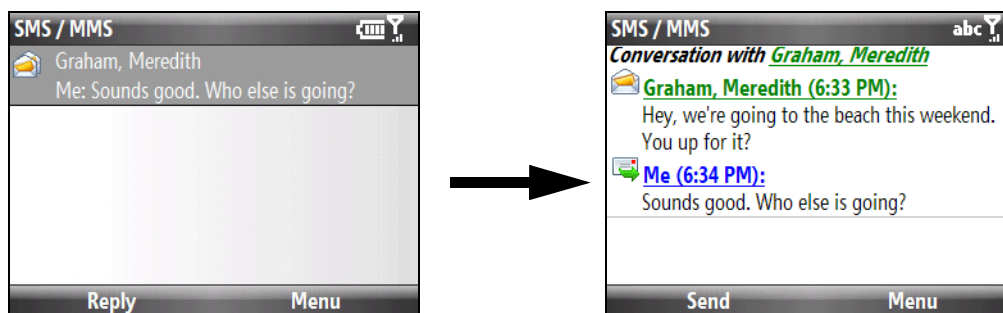 SMS / MMS
Graham, Meredith
Me: Sounds good. Who else is going?
Reply Menu
SMS / MMS abc
Conversation with Graham, Meredith
Graham, Meredith (6:33 PM):
Hey, we're going to the beach this weekend.
You up for it?
Me (6:34 PM):
Sounds good. Who else is going?
Send Menu